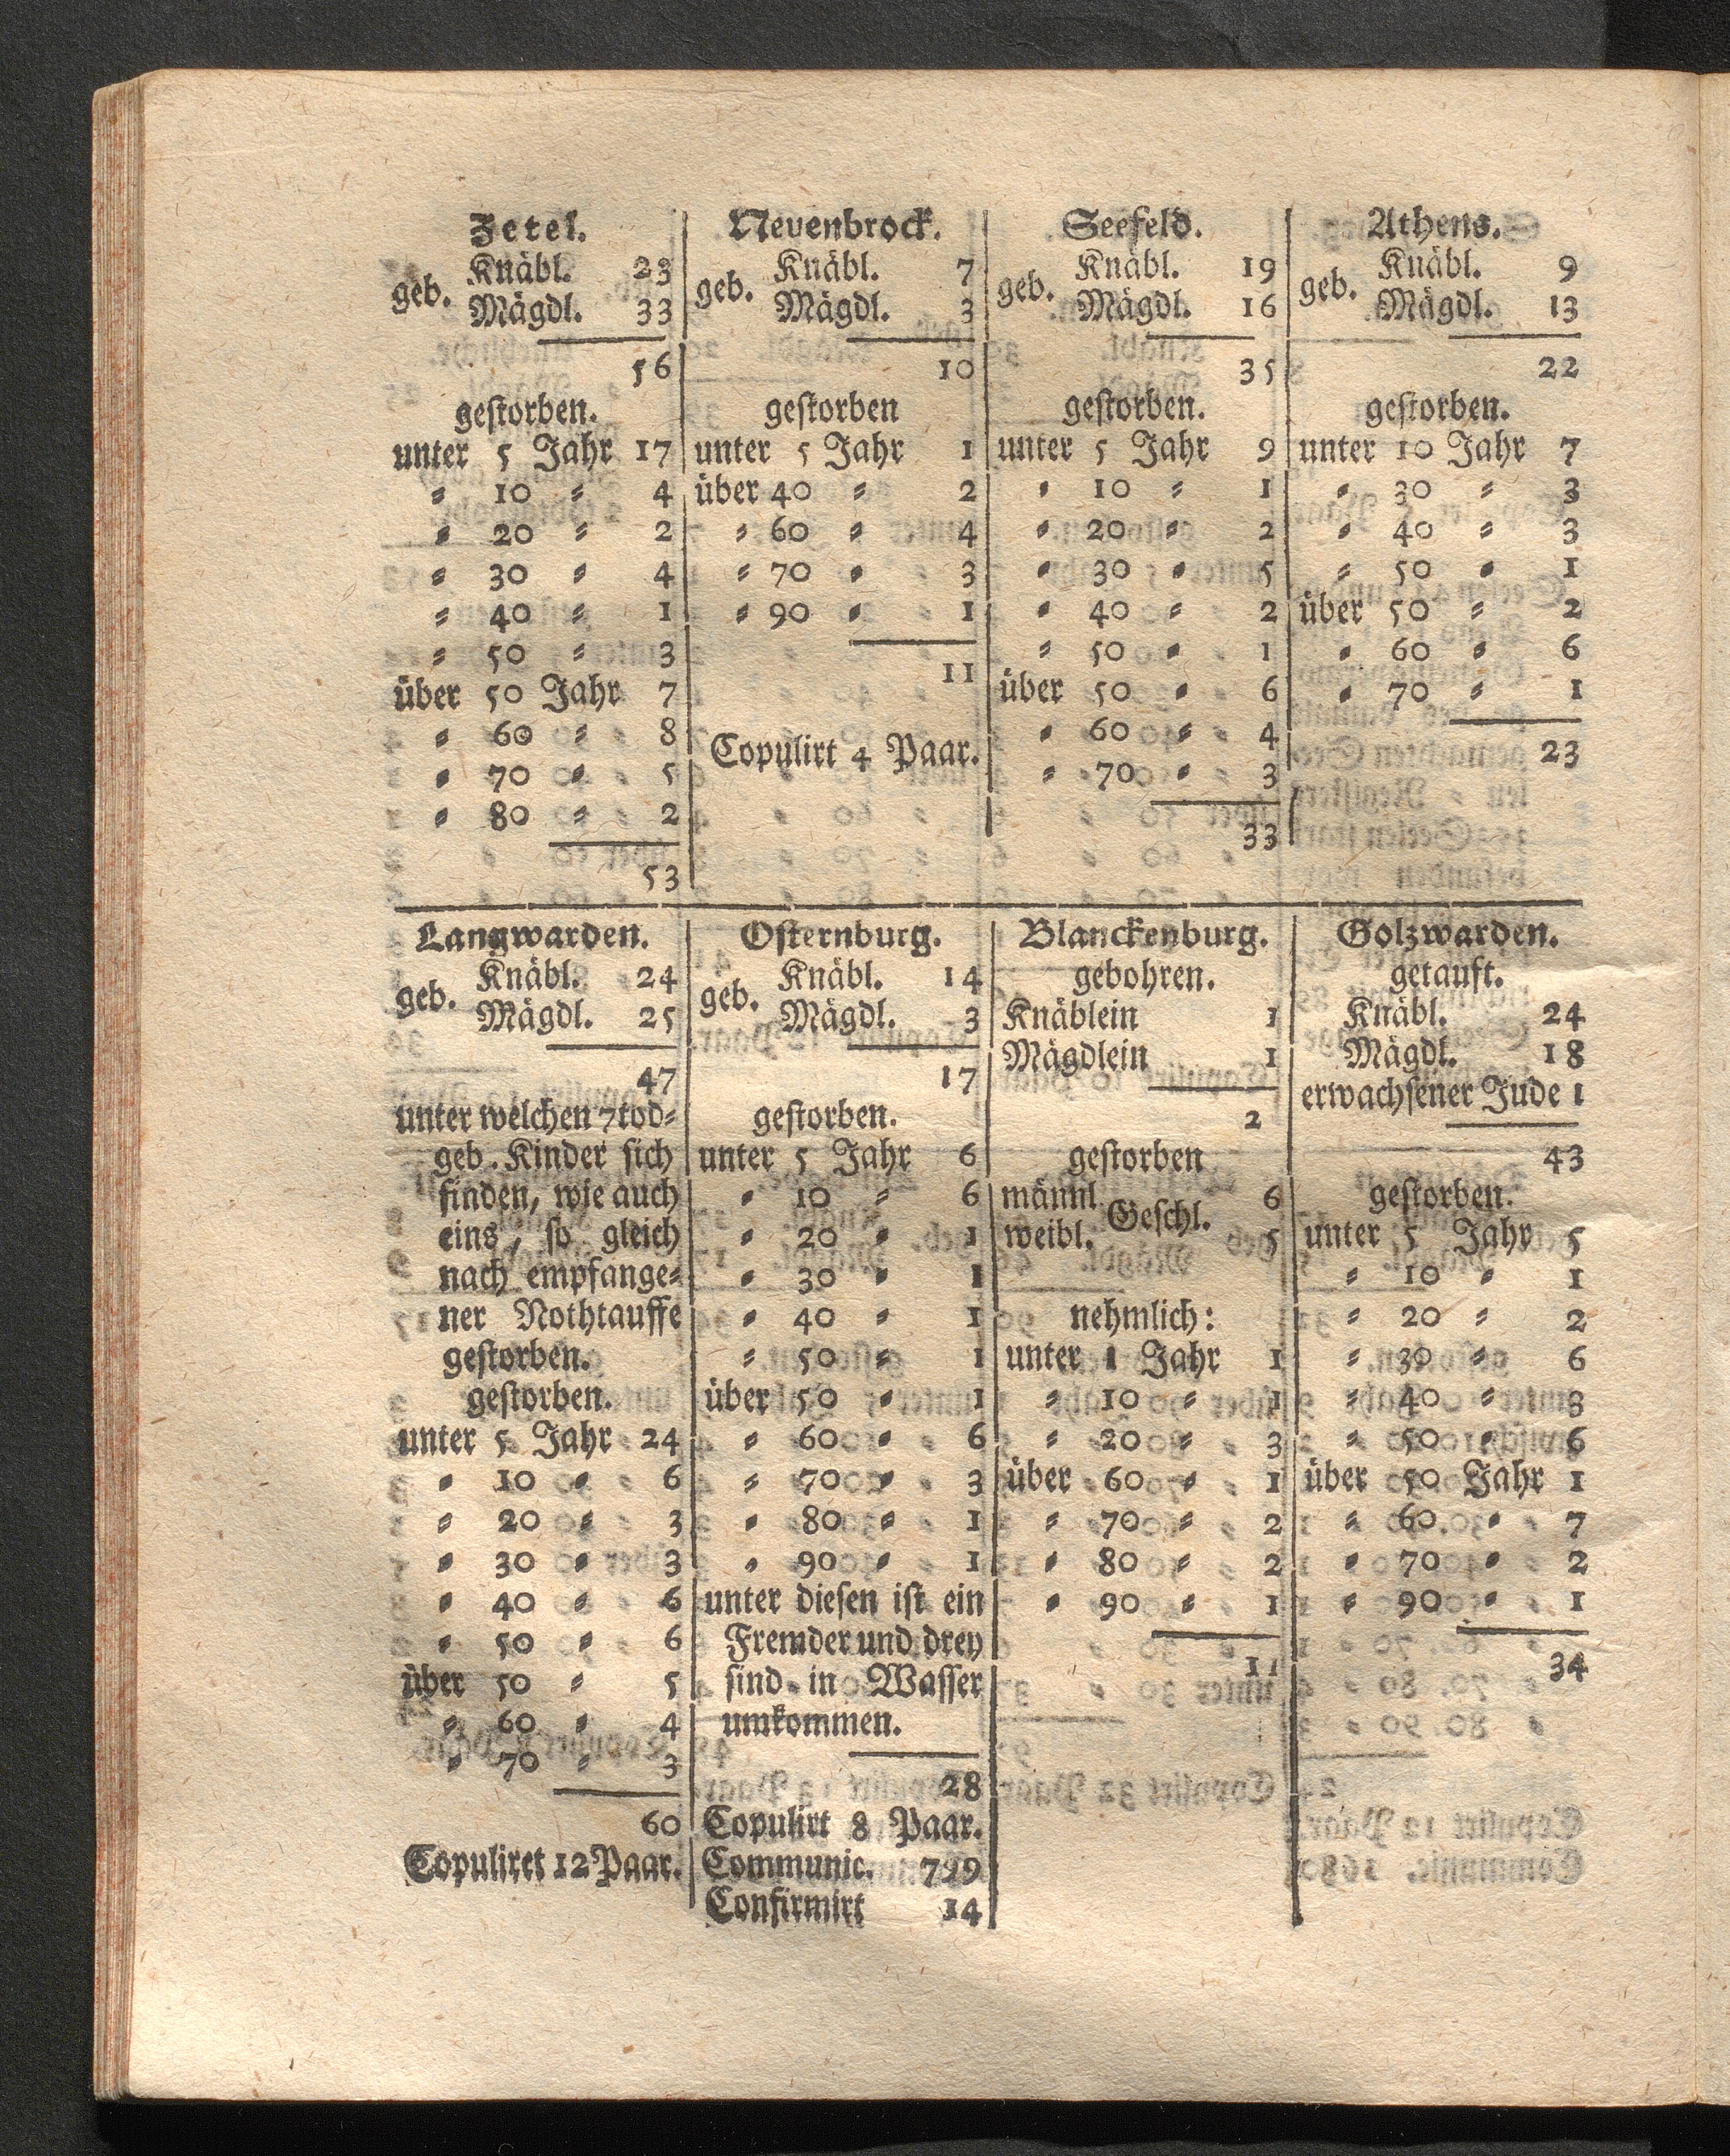 Zetel.
geb. Knäbl. 23
Mägdl. 33
56
gestorben.
unter 5 Jahr 17
〃 10 〃 4
〃 20 〃 2
〃 30 〃 4
〃 40 〃 1
〃 50 〃 3
über 50 Jahr 7
〃 60 〃 8
〃 70 〃 5
〃 80 〃 2
53
Neuenbrock.
geb. Knäbl. 7
Mägdl. 3
10
gestorben
unter 5 Jahr 1
über 40 〃 2
〃 60 〃 4
〃 70 〃 3
〃 90 〃 1
11
Copulirt 4 Paar.
Seefeld.
geb. Knäbl. 19
Mägdl. 16
35
gestorben.
unter 5 Jahr 9
〃 10 〃 1
〃 20 〃 2
〃 30 〃 5
〃 40 〃 2
〃 50 〃 1
über 50 〃 6
〃 60 〃 4
〃 70 〃 3
33
Athens.
geb. Knäbl. 9
Mägdl. 13
22
gestorben.
unter 10 Jahr 7
〃 30 〃 3
〃 40 〃 3
〃 50 〃 1
über 50 〃 2
〃 60 〃 6
〃 70 〃 1
23
Langwarden.
geb. Knäbl. 24
Mägdl. 25
47
unter welchen 7 tod⸗
geb. Kinder sich
finden, wie auch
eins, so gleich
nach empfange⸗
ner Nothtauffe
gestorben.
gestorben.
unter 5 Jahr 24
〃 10 〃 6
〃 20 〃 3
〃 30 〃 3
〃 40 〃 6
〃 50 〃 6
über 50 〃 5
〃 60 〃 4
〃 70 〃 3
60
Copuliret 12 Paar.
Osternburg.
geb. Knäbl. 14
Mägdl. 3
17
gestorben.
unter 5 Jahr 6
〃 10 〃 6
〃 20 〃 1
〃 30 〃 1
〃 40 〃 1
〃 50 〃 1
über 50 〃 1
〃 60 〃 6
〃 70 〃 3
〃 80 〃 1
〃 90 〃 1
unter diesen ist ein
Fremder und drey
sind in Wasser
umkommen.
28
Copulirt 8 Paar.
Communic. 799
Confirmirt 14
Blanckenburg.
gebohren.
Knäblein 1
Mägdlein 1
2
gestorben
männl. Geschl. 6
weibl. 5
nehmlich:
unter 1 Jahr 1
〃 10 〃 1
〃 20 〃 3
über 60 〃 1
〃 70 〃 2
〃 80 〃 2
〃 90 〃 1
11
Golzwarden.
getauft.
Knäbl. 24
Mägdl. 18
erwachsener Jude 1
43
gestorben.
unter 5 Jahr 5
〃 10 〃 1
〃 20 〃 2
〃 30 〃 6
〃 40 〃 3
〃 50 〃 6
über 50 Jahr 1
〃 60 〃 7
〃 70 〃 2
〃 90 〃 1
34